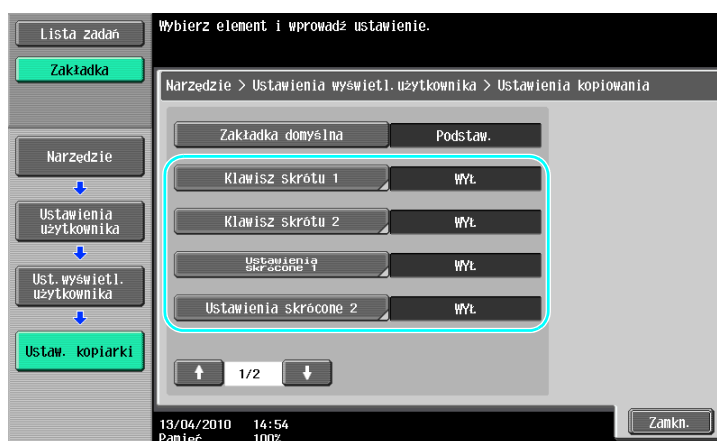 Lista zadań
Wybierz element i wprowadź ustawienie.
Zakładka
Narzędzie > Ustawienia wyświetl.użytkownika > Ustawienia kopiowania
Zakładka domyślna
Podstaw.
Narzędzie
Klawisz skrótu 1
WYŁ
Ustawienia
użytkownika
Klawisz skrótu 2
WYŁ
Ustawienia
skrócone 1
WYŁ
Ust.wyświetl.
użytkownika
Ustawienia skrócone 2
WYŁ
Ustaw. kopiarki
1/2
13/04/2010 14:54
Pamięć 100%
Zamkn.